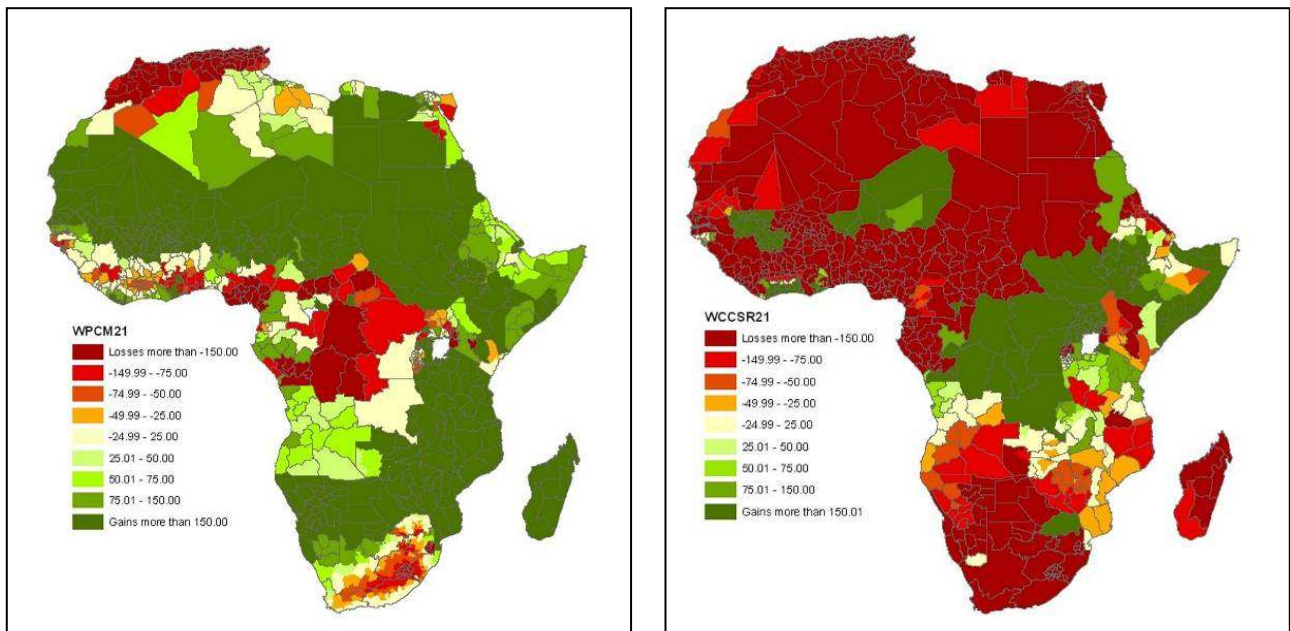 WPCM21
Losses more than -150.00
-149.99 - -75.00
-74.99 - -50.00
-49.99 - -25.00
-24.99 - 25.00
25.01 - 50.00
50.01 - 75.00
75.01 - 150.00
Gains more than 150.00
WCCSR21
Losses more than -150.00
-149.99 - -75.00
-74.99 - -50.00
-49.99 - -25.00
-24.99 - 25.00
25.01 - 50.00
50.01 - 75.00
75.01 - 150.00
Gains more than 150.01